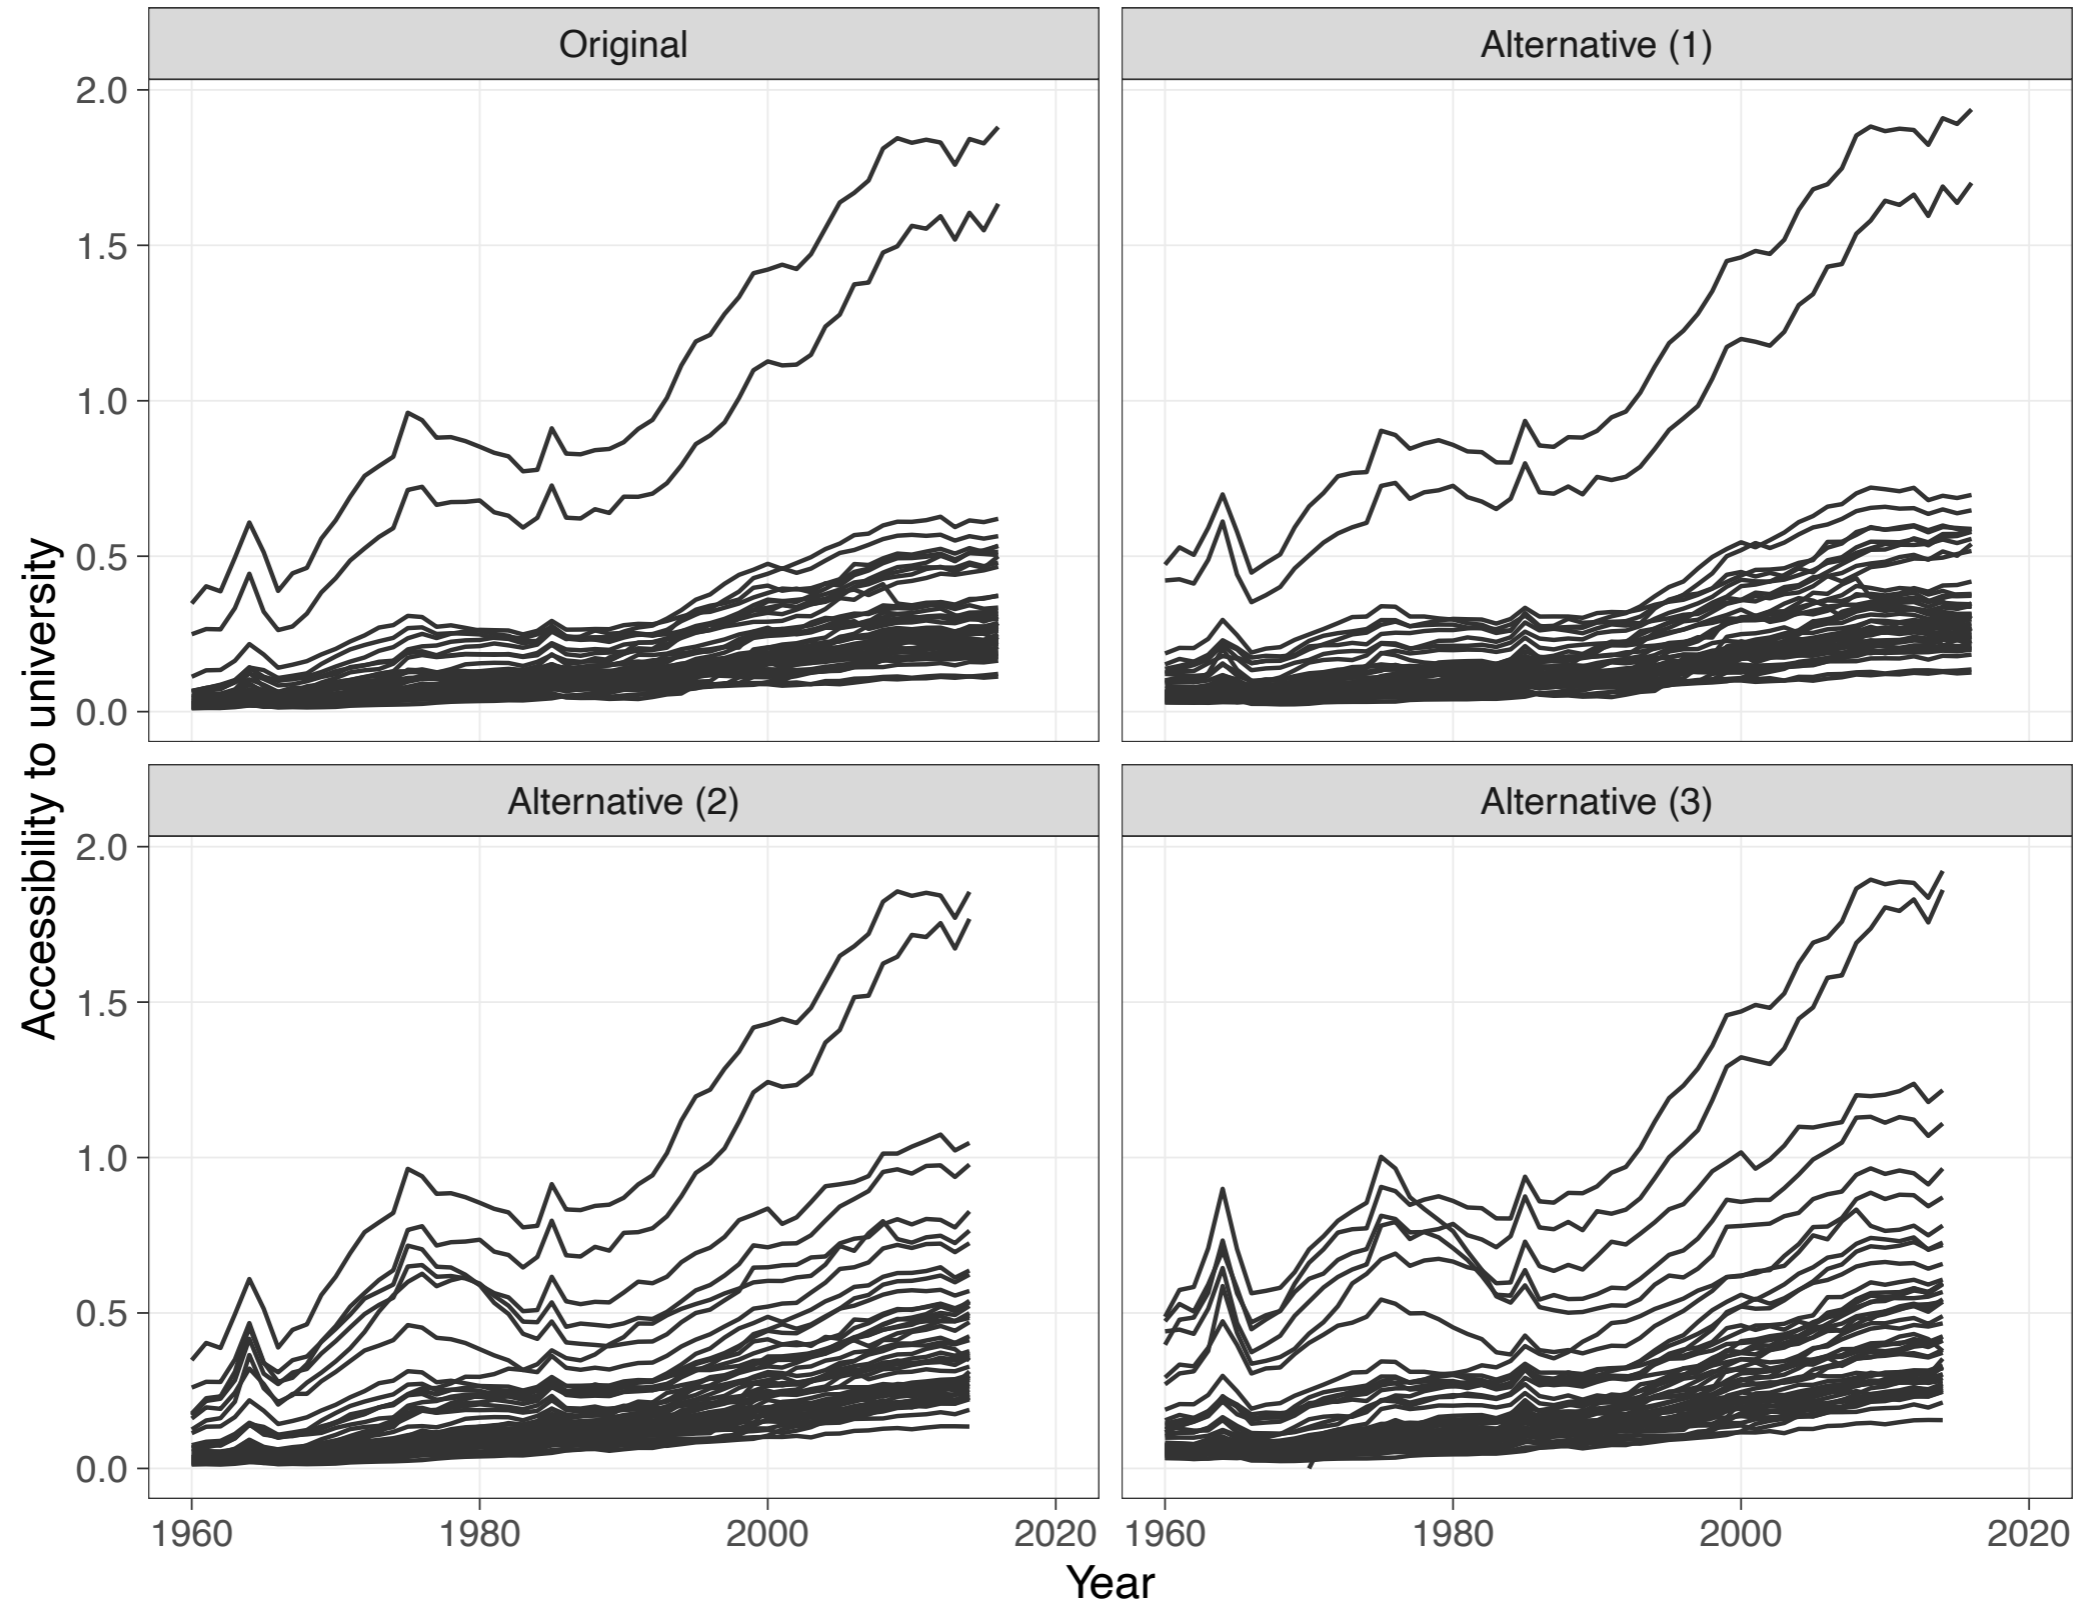 Original
Alternative (1)
2.0
1.5
1.0
0.5
0.0
Accessibility to university
Alternative (2)
Alternative (3)
2.0
1.5
1.0
0.5
0.0
1960 1980 2000 2020 1960 1980 2000 2020
Year